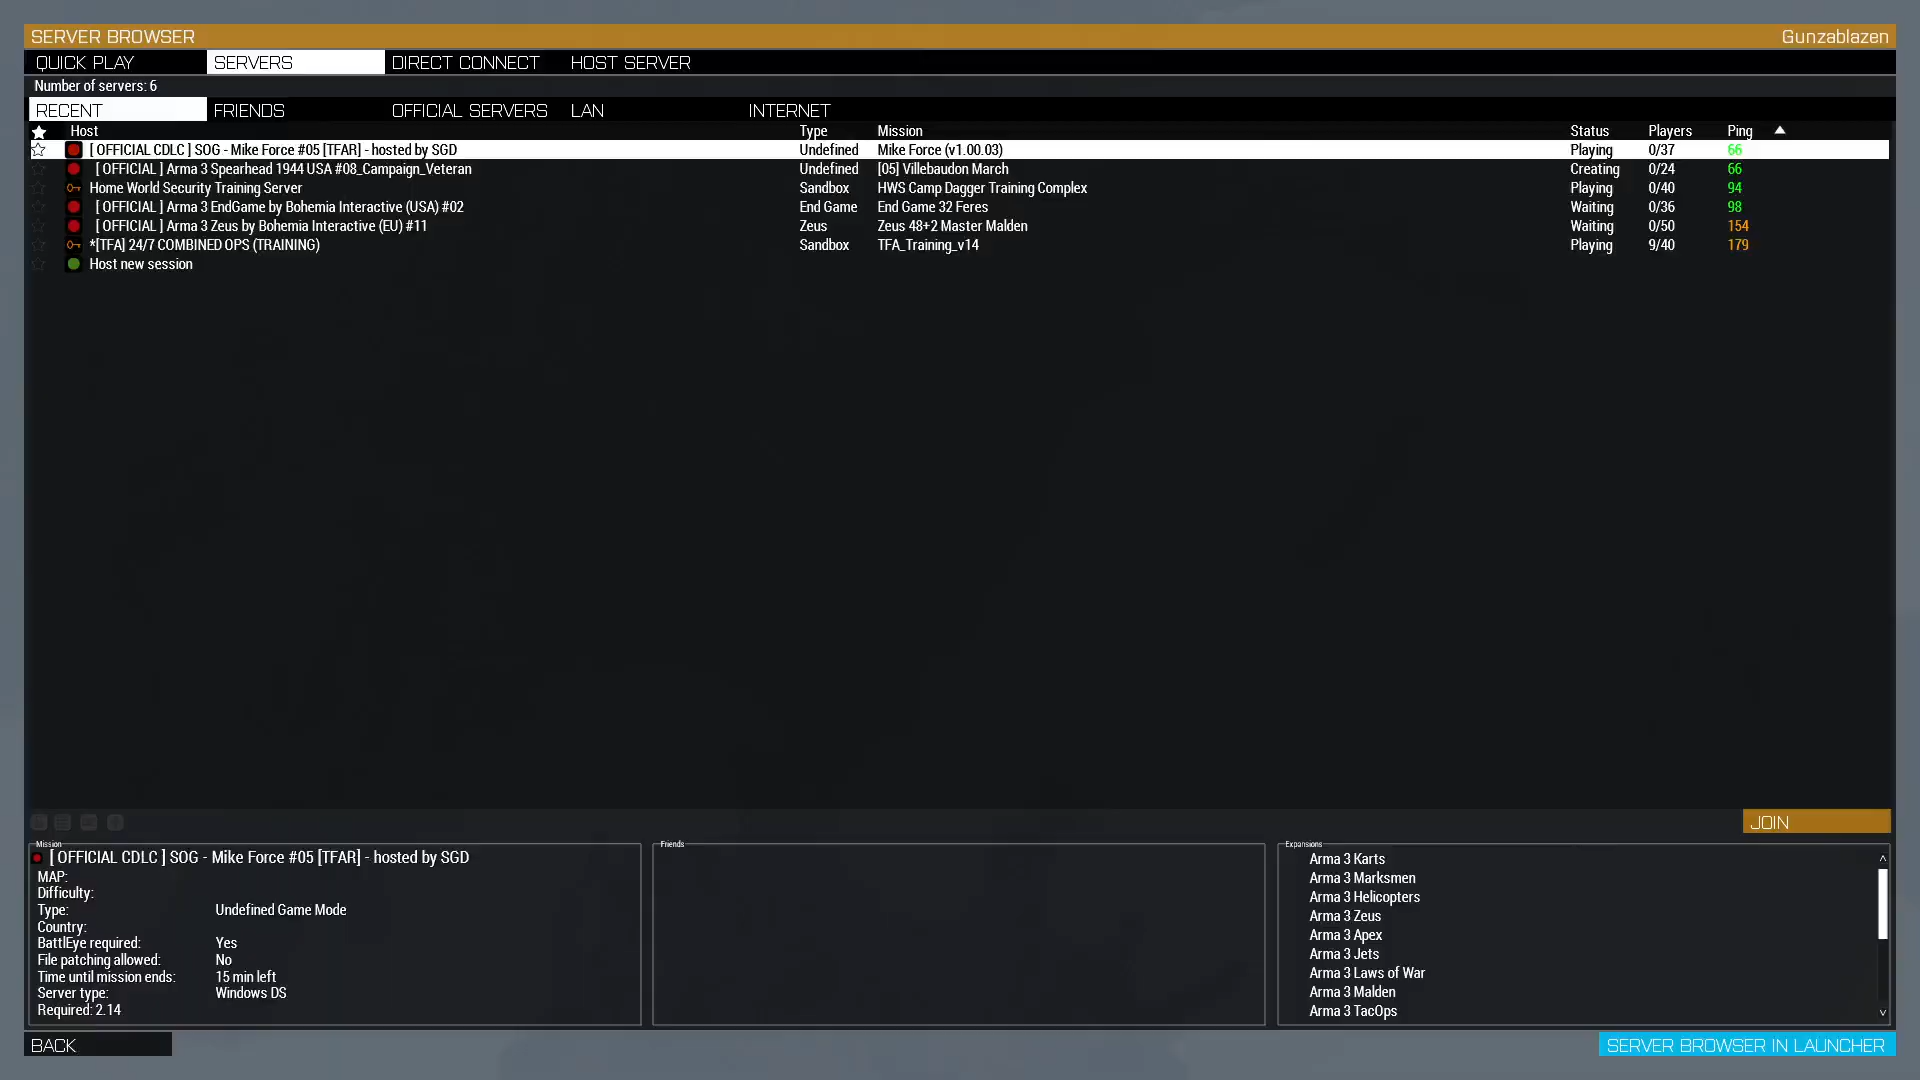 SERVER BROWSER Gunzablazen
QUICK PLAY SERVERS DIRECT CONNECT HOST SERVER
Number of servers: 6
RECENT FRIENDS OFFICIAL SERVERS LAN INTERNET
Host Type Mission Status Players Ping
[ OFFICIAL CDLC ] SOG - Mike Force #05 [TFAR] - hosted by SGD Undefined Mike Force (v1.00.03) Playing 0/37 66
[ OFFICIAL ] Arma 3 Spearhead 1944 USA #08_Campaign_Veteran Undefined [05] Villebaudon March Creating 0/24 66
Home World Security Training Server Sandbox HWS Camp Dagger Training Complex Playing 0/40 94
[ OFFICIAL ] Arma 3 EndGame by Bohemia Interactive (USA) #02 End Game End Game 32 Feres Waiting 0/36 98
[ OFFICIAL ] Arma 3 Zeus by Bohemia Interactive (EU) #11 Zeus Zeus 48+2 Master Malden Waiting 0/50 154
*[TFA] 24/7 COMBINED OPS (TRAINING) Sandbox TFA_Training_v14 Playing 9/40 179
Host new session
JOIN
Mission
[ OFFICIAL CDLC ] SOG - Mike Force #05 [TFAR] - hosted by SGD
MAP:
Difficulty:
Type: Undefined Game Mode
Country:
BattlEye required: Yes
File patching allowed: No
Time until mission ends: 15 min left
Server type: Windows DS
Required: 2.14
Friends
Expansions
Arma 3 Karts
Arma 3 Marksmen
Arma 3 Helicopters
Arma 3 Zeus
Arma 3 Apex
Arma 3 Jets
Arma 3 Laws of War
Arma 3 Malden
Arma 3 TacOps
BACK SERVER BROWSER IN LAUNCHER